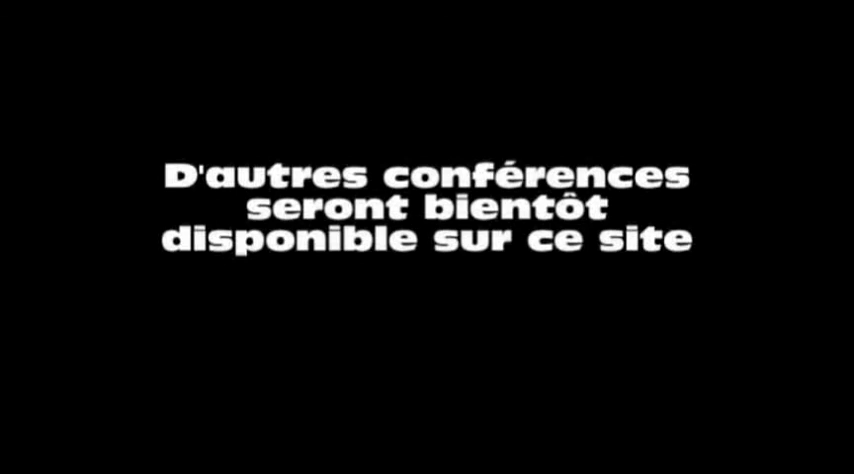 D'autres conférences
seront bientôt
disponible sur ce site